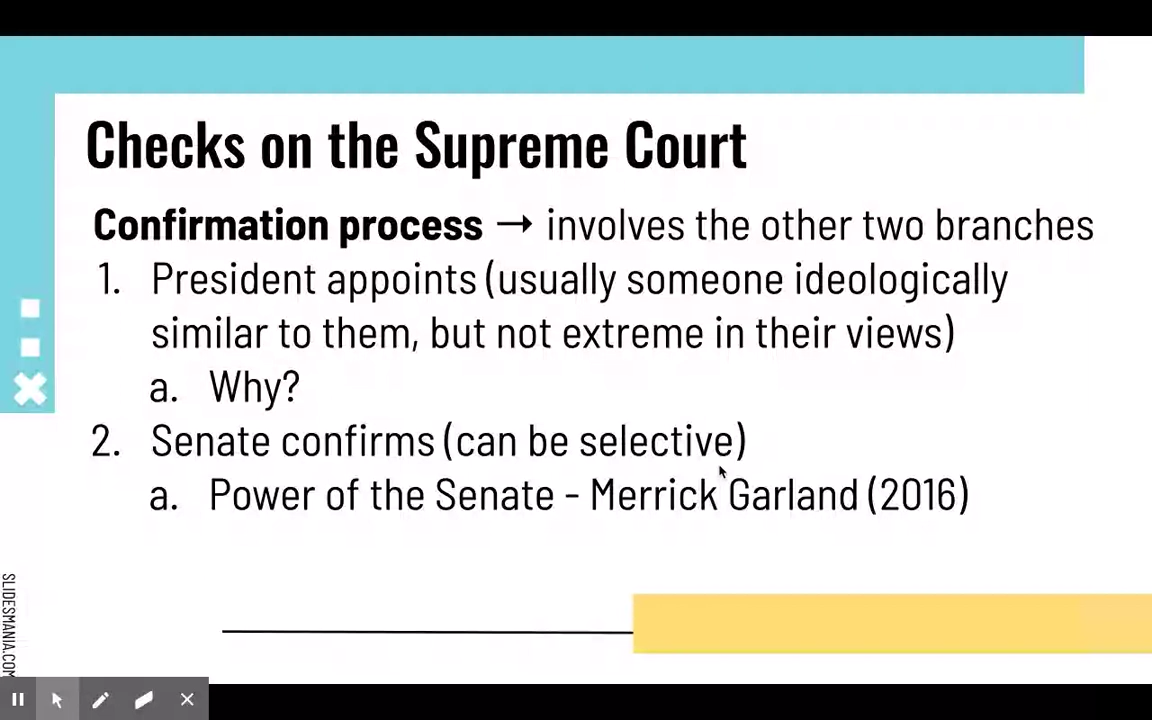 Checks on the Supreme Court
Confirmation process → involves the other two branches
1. President appoints (usually someone ideologically
similar to them, but not extreme in their views)
a. Why?
2. Senate confirms (can be selective)
a. Power of the Senate - Merrick Garland (2016)
SLIDESMANIA.COM